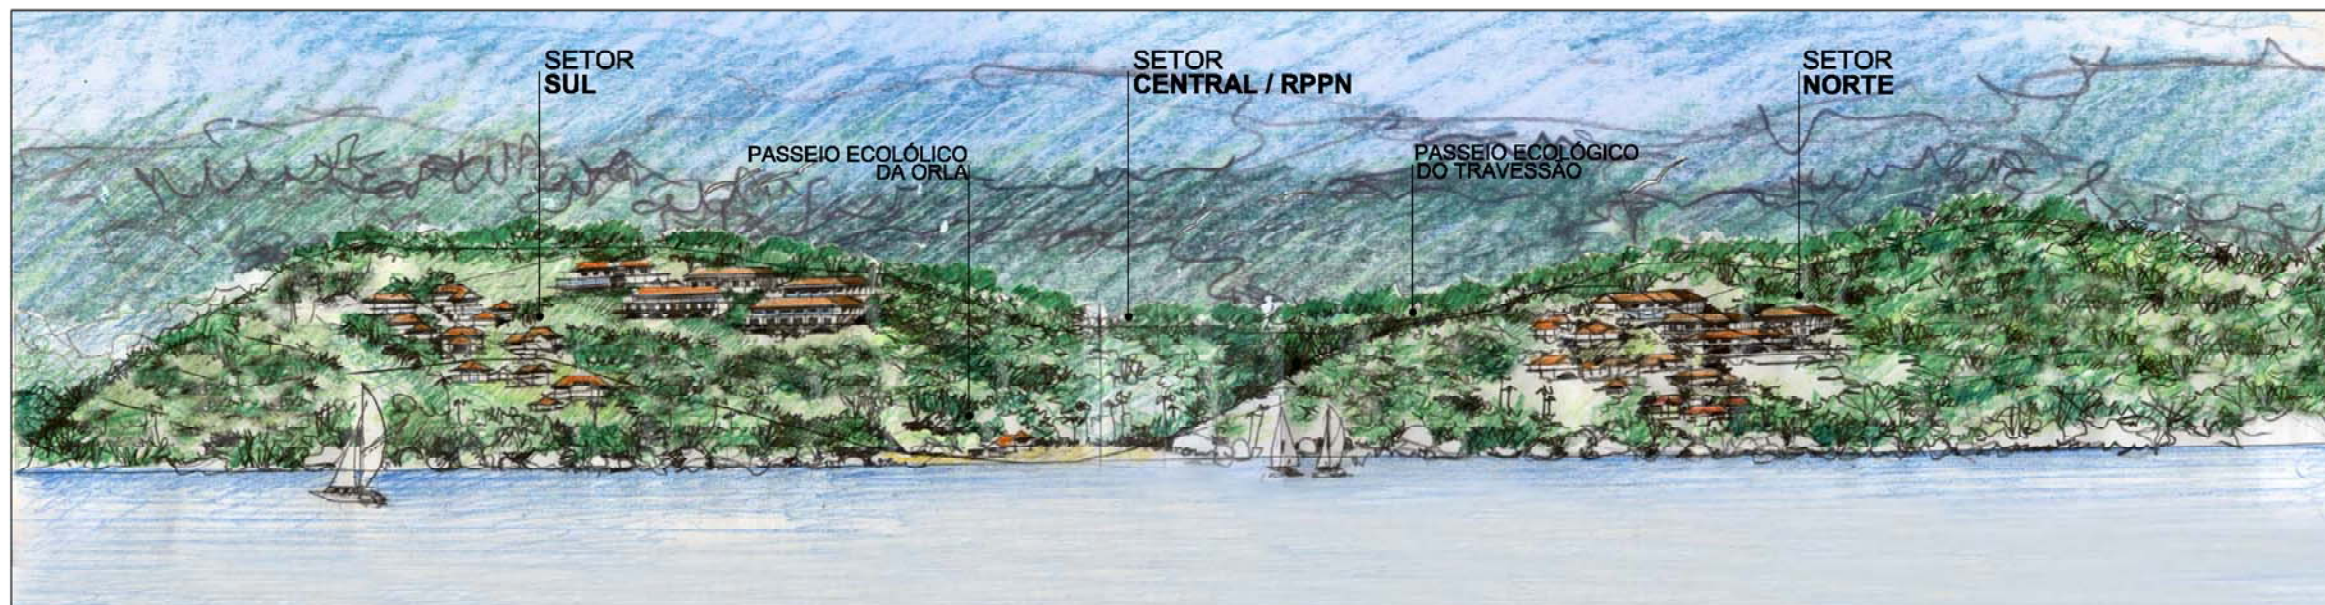 SETOR
SUL
SETOR
CENTRAL / RPPN
SETOR
NORTE
PASSEIO ECOLÓLICO
DA ORLA
PASSEIO ECOLÓGICO
DO TRAVESSÃO